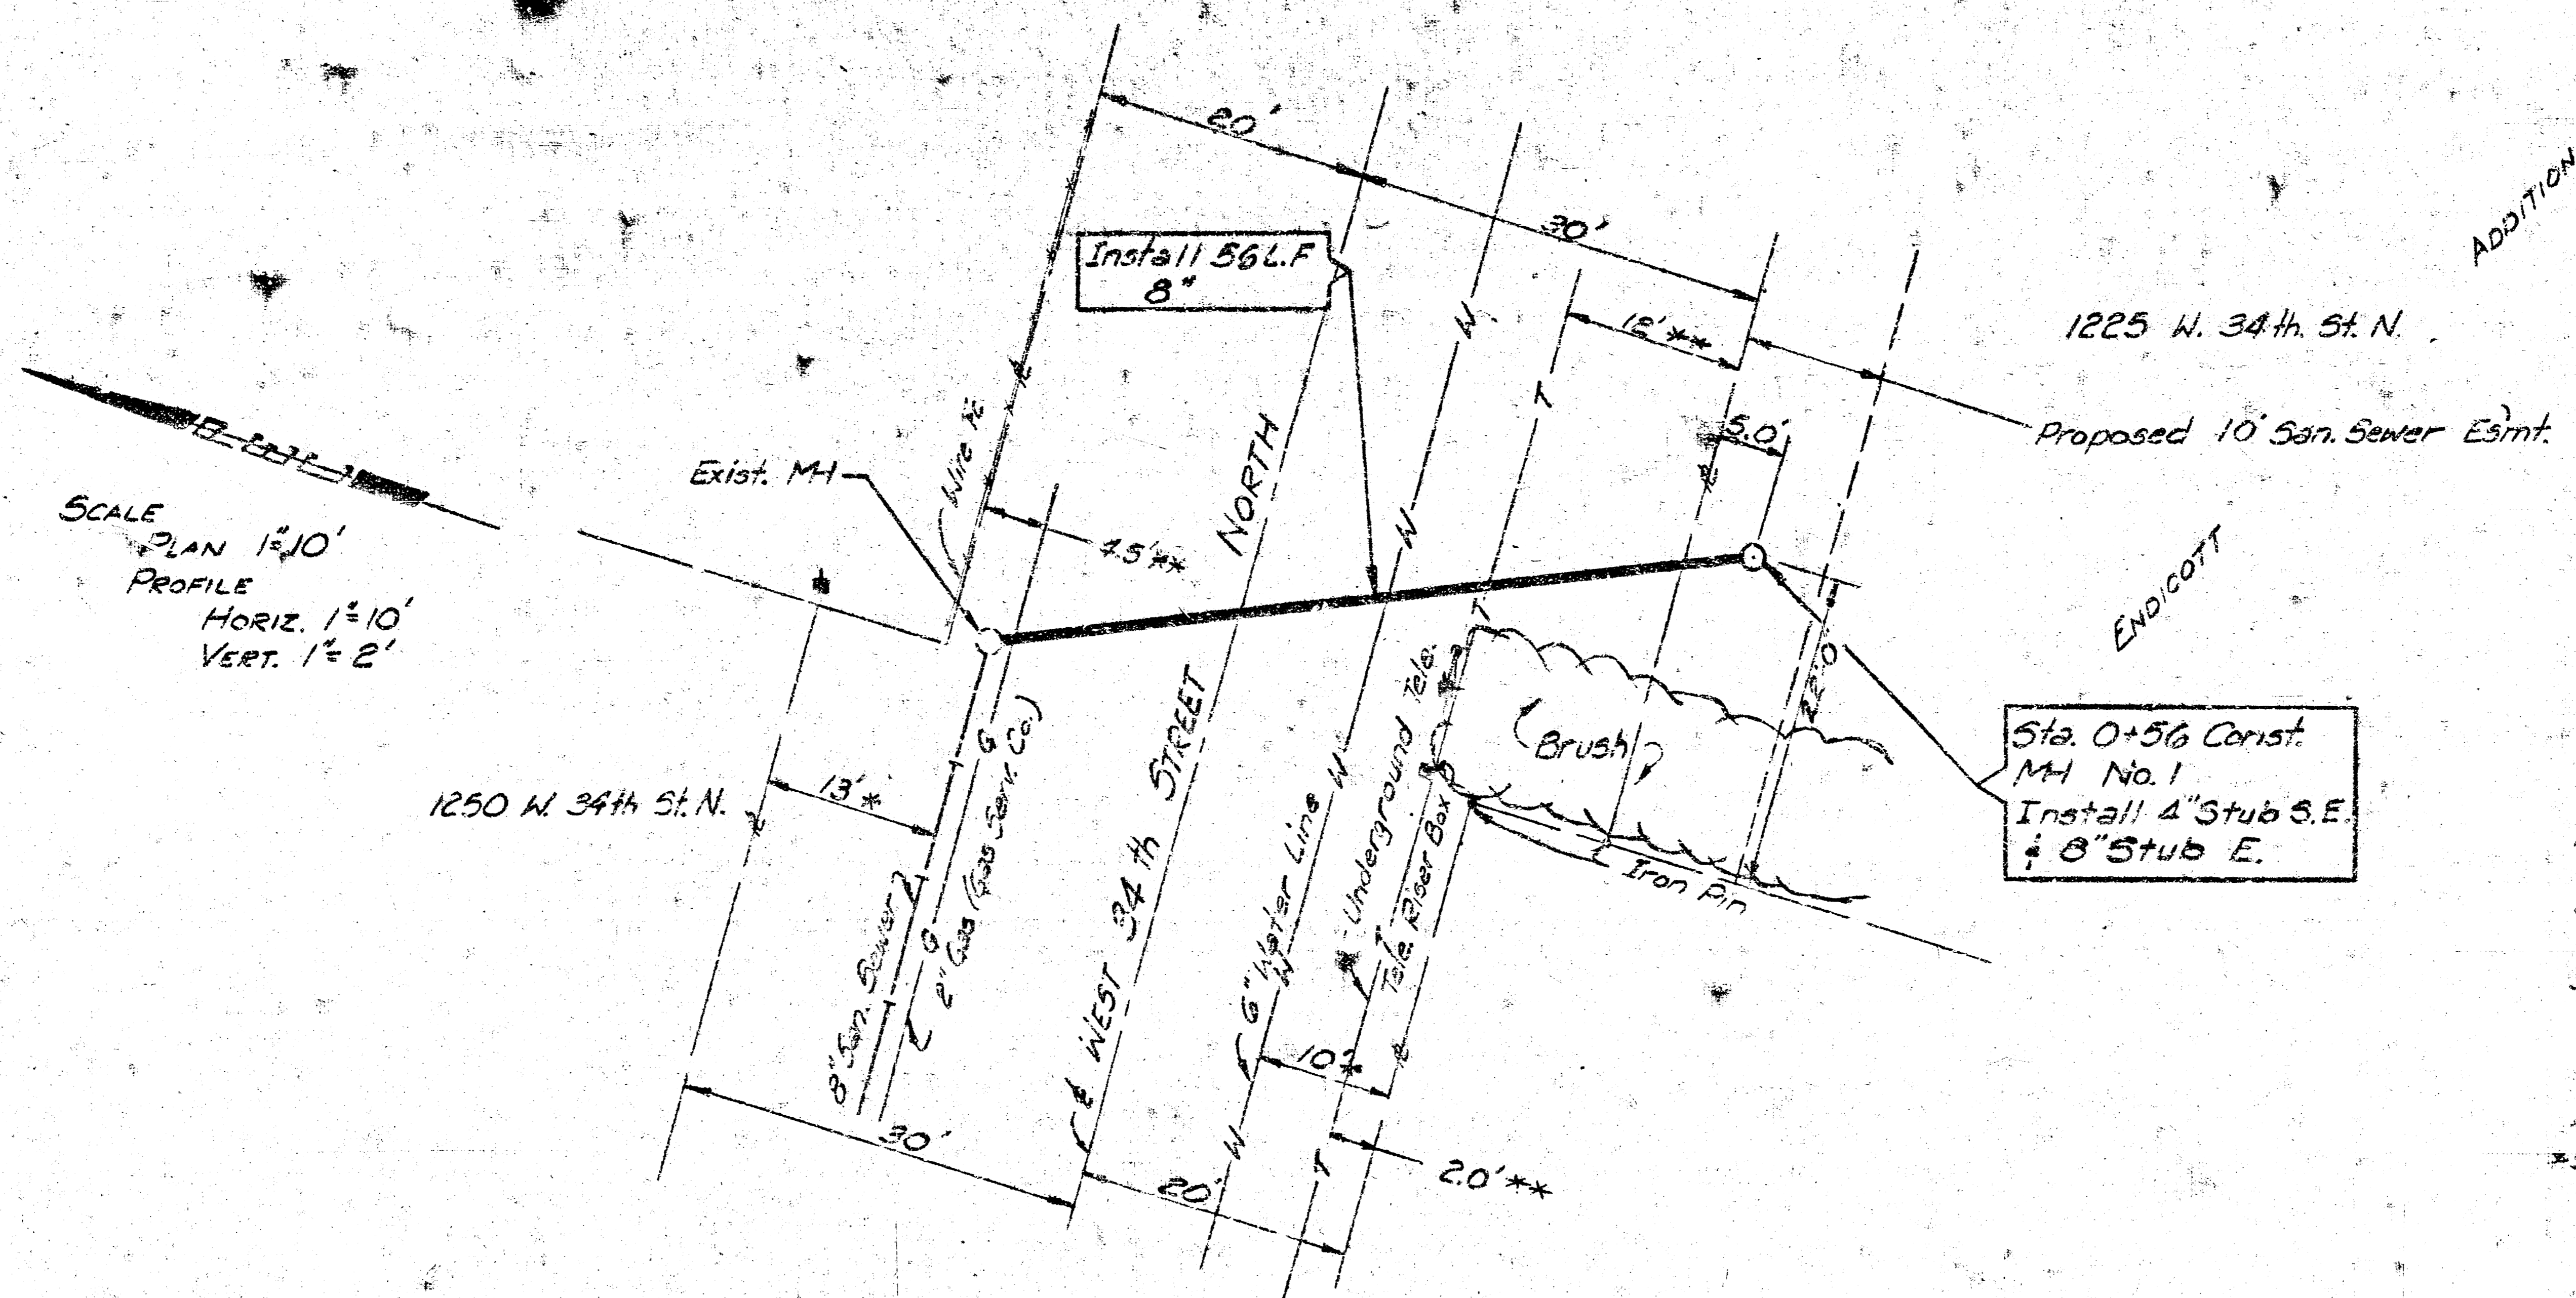 20'
30'
Install 56 L.F
8"
ADDITION
1225 W. 34th. St. N.
12'**
5.0'
Proposed 10' San. Sewer Esmt.
Wire
Exist. MH
4.5'**
NORTH
SCALE
PLAN 1"=10'
PROFILE
HORIZ. 1"=10'
VERT. 1"=2'
W
W
T
T
ENDICOTT
22.0'
Sta. 0+56 Const.
MH No. 1
Install 4" Stub S.E.
& 8" Stub E.
Brush
Iron Pin
1250 W. 34th St. N.
13'*
8" San. Sewer
G
G
2" Gas (Gas Serv. Co.)
WEST 34th STREET
6" Water Line
W
W
W
Underground Tele.
Tele. Riser Box
T
T
10'*
30'
20'
2.0'**